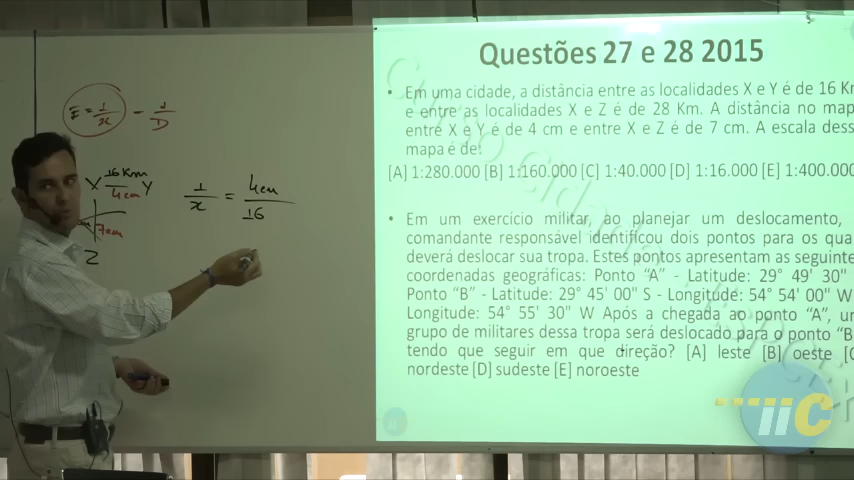 E = 1/x = 1/D
X 16 Km Y
4 cm
7 cm
Z
1/x = 4 cm/16
Questões 27 e 28 2015
• Em uma cidade, a distância entre as localidades X e Y é de 16 K
e entre as localidades X e Z é de 28 Km. A distância no map
entre X e Y é de 4 cm e entre X e Z é de 7 cm. A escala dess
mapa é de:
[A] 1:280.000 [B] 1:160.000 [C] 1:40.000 [D] 1:16.000 [E] 1:400.000
• Em um exercício militar, ao planejar um deslocamento,
comandante responsável identificou dois pontos para os qua
deverá deslocar sua tropa. Estes pontos apresentam as seguinte
coordenadas geográficas: Ponto “A” - Latitude: 29° 49' 30"
Ponto “B” - Latitude: 29° 45' 00" S - Longitude: 54° 54' 00" W
Longitude: 54° 55' 30" W Após a chegada ao ponto “A”, u
grupo de militares dessa tropa será deslocado para o ponto “B
tendo que seguir em que direção? [A] leste [B] oeste [
nordeste [D] sudeste [E] noroeste
iiC